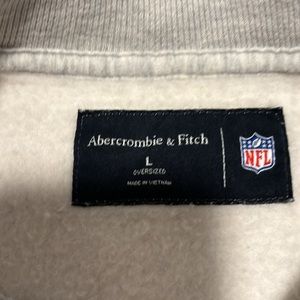 Abercrombie & Fitch
L
OVERSIZED
MADE IN VIETNAM
NFL